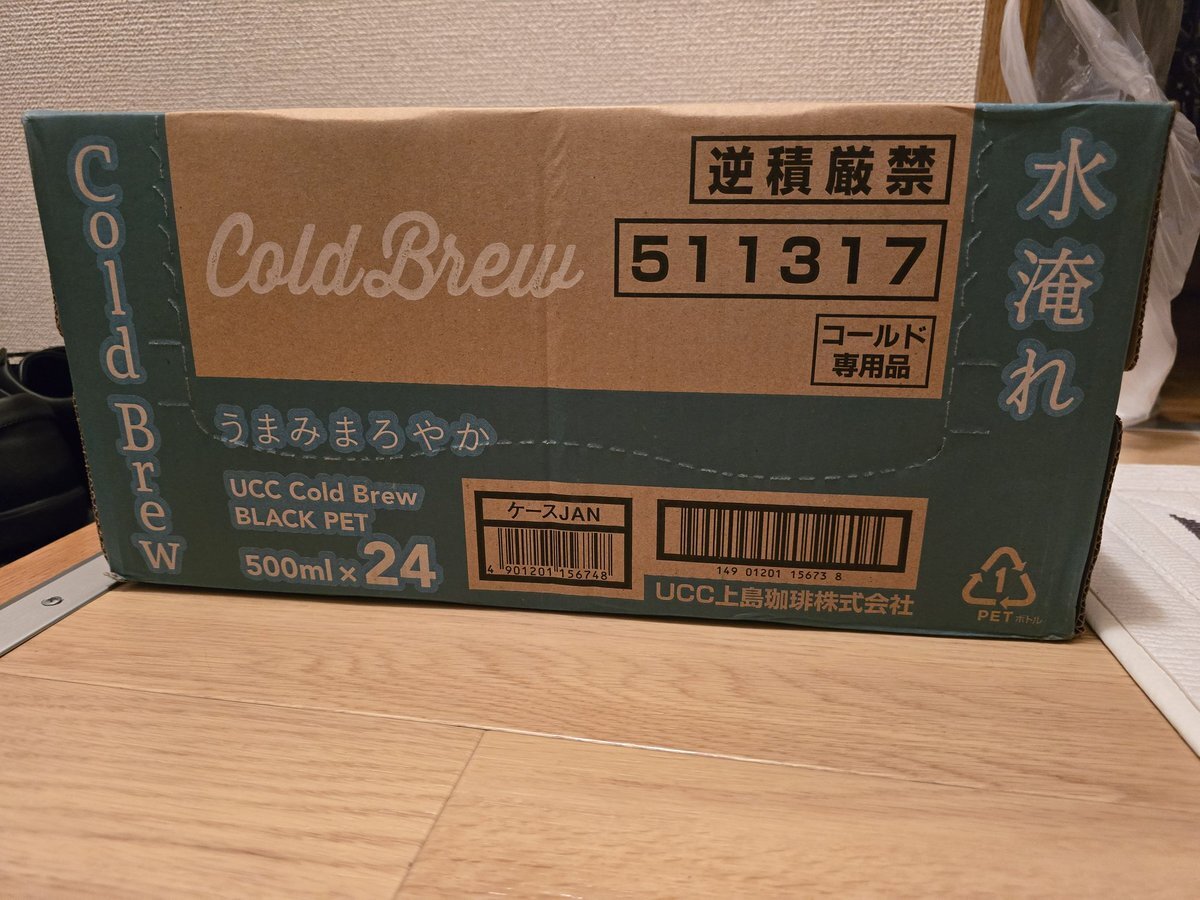 Cold Brew
Cold Brew
逆積厳禁
511317
コールド
専用品
水淹れ
うまみまろやか
UCC Cold Brew
BLACK PET
500ml×24
ケースJAN
4 901201 156748
149 01201 15673 8
UCC上島珈琲株式会社
1
PETボトル